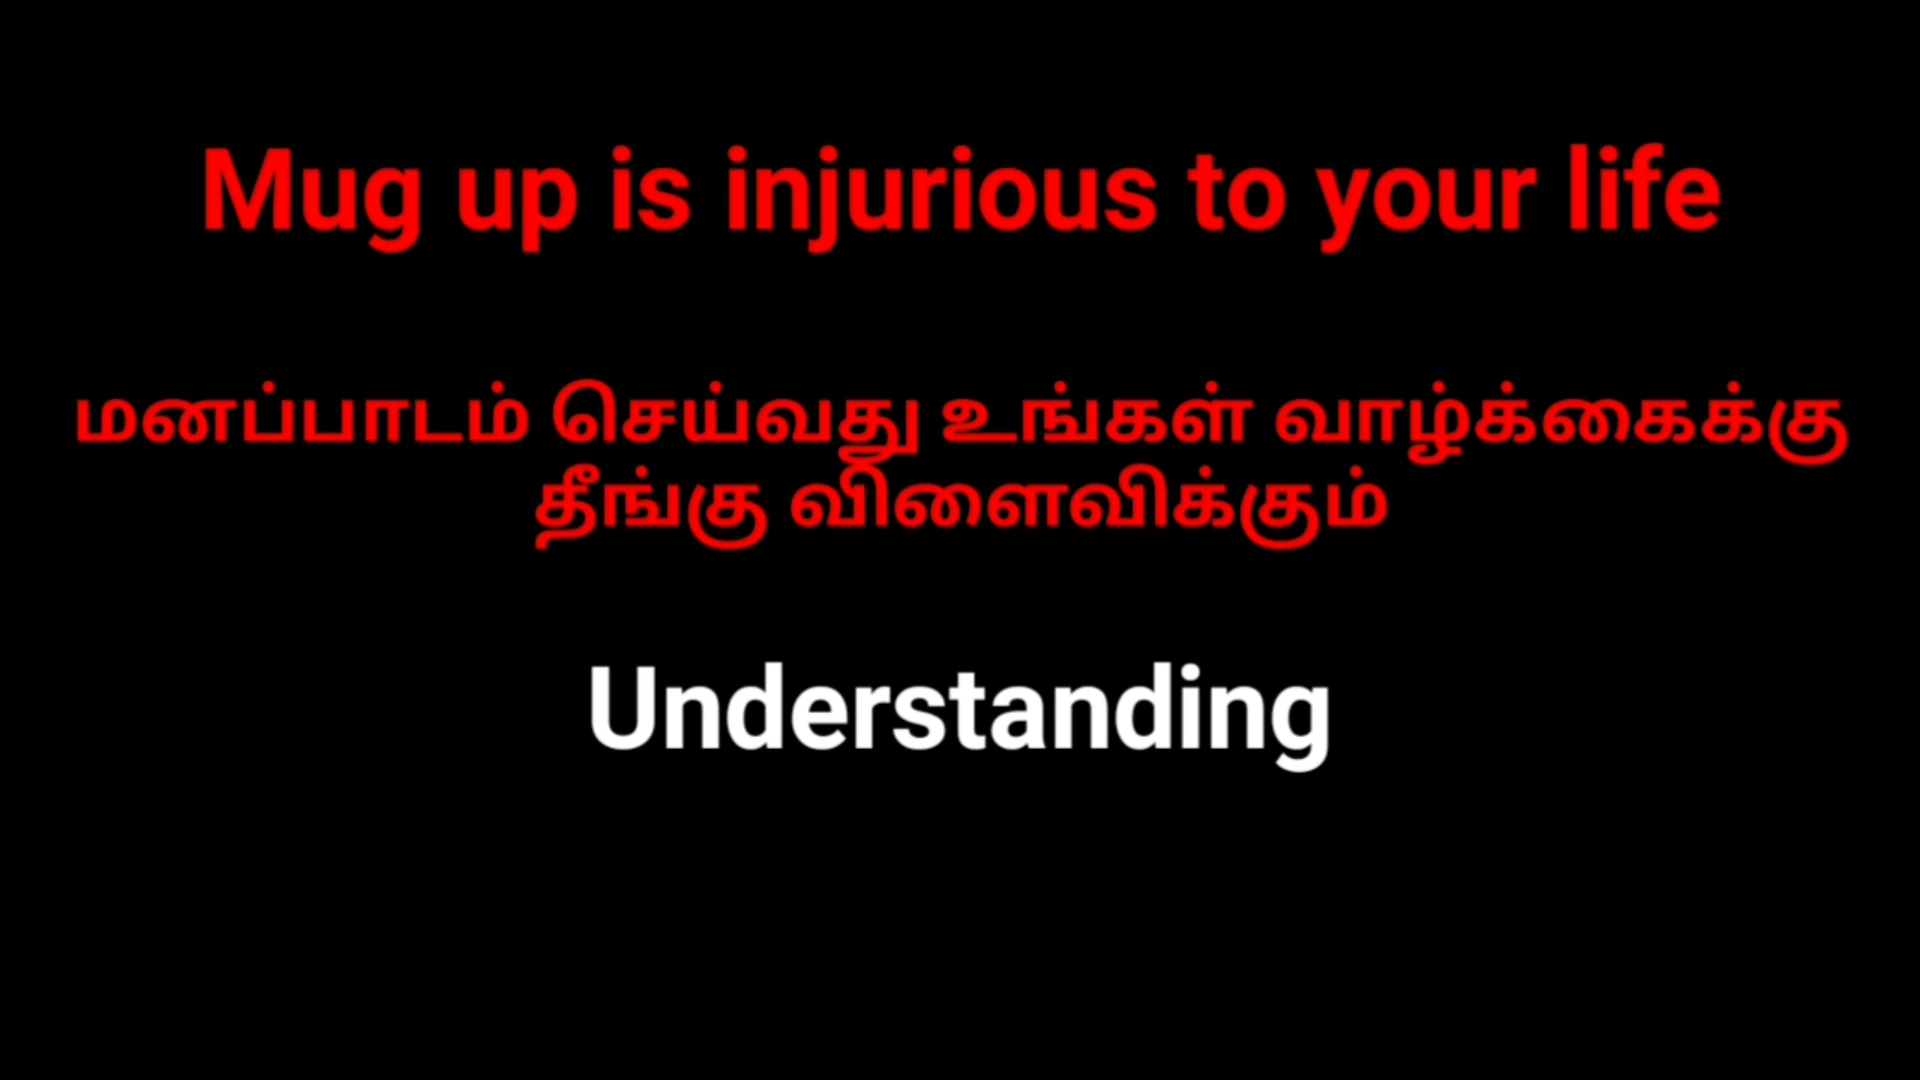 Mug up is injurious to your life
மனப்பாடம் செய்வது உங்கள் வாழ்க்கைக்கு
தீங்கு விளைவிக்கும்
Understanding